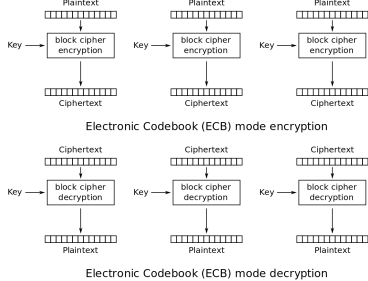 Plaintext Plaintext Plaintext
Key block cipher encryption Key block cipher encryption Key block cipher encryption
Ciphertext Ciphertext Ciphertext
Electronic Codebook (ECB) mode encryption
Ciphertext Ciphertext Ciphertext
Key block cipher decryption Key block cipher decryption Key block cipher decryption
Plaintext Plaintext Plaintext
Electronic Codebook (ECB) mode decryption